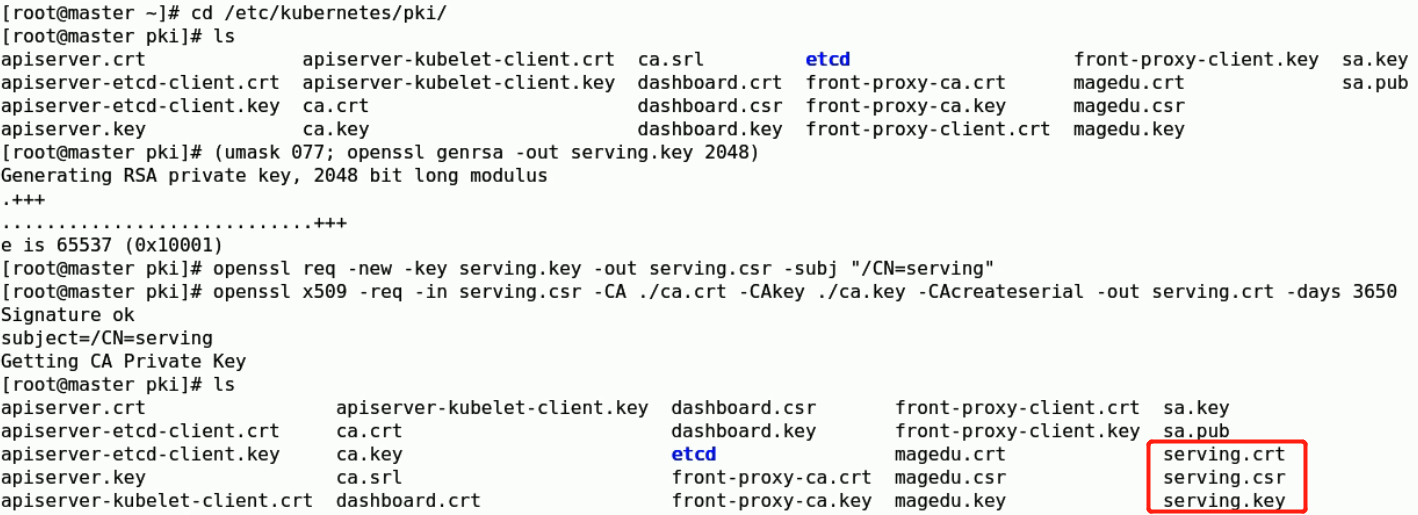 [root@master ~]# cd /etc/kubernetes/pki/
[root@master pki]# ls
apiserver.crt apiserver-kubelet-client.crt ca.srl etcd front-proxy-client.key sa.key
apiserver-etcd-client.crt apiserver-kubelet-client.key dashboard.crt front-proxy-ca.crt magedu.crt sa.pub
apiserver-etcd-client.key ca.crt dashboard.csr front-proxy-ca.key magedu.csr
apiserver.key ca.key dashboard.key front-proxy-client.crt magedu.key
[root@master pki]# (umask 077; openssl genrsa -out serving.key 2048)
Generating RSA private key, 2048 bit long modulus
.+++
............................+++
e is 65537 (0x10001)
[root@master pki]# openssl req -new -key serving.key -out serving.csr -subj "/CN=serving"
[root@master pki]# openssl x509 -req -in serving.csr -CA ./ca.crt -CAkey ./ca.key -CAcreateserial -out serving.crt -days 3650
Signature ok
subject=/CN=serving
Getting CA Private Key
[root@master pki]# ls
apiserver.crt apiserver-kubelet-client.key dashboard.csr front-proxy-client.crt sa.key
apiserver-etcd-client.crt ca.crt dashboard.key front-proxy-client.key sa.pub
apiserver-etcd-client.key ca.key etcd magedu.crt serving.crt
apiserver.key ca.srl front-proxy-ca.crt magedu.csr serving.csr
apiserver-kubelet-client.crt dashboard.crt front-proxy-ca.key magedu.key serving.key